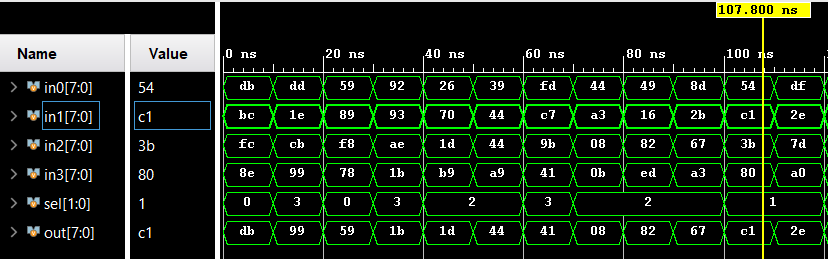 107.800 ns
Name Value 0 ns 20 ns 40 ns 60 ns 80 ns 100 ns
in0[7:0] 54 db dd 59 92 26 39 fd 44 49 8d 54 df
in1[7:0] c1 bc 1e 89 93 70 44 c7 a3 16 2b c1 2e
in2[7:0] 3b fc cb f8 ae 1d 44 9b 08 82 67 3b 7d
in3[7:0] 80 8e 99 78 1b b9 a9 41 0b ed a3 80 a0
sel[1:0] 1 0 3 0 3 2 3 2 1
out[7:0] c1 db 99 59 1b 1d 44 41 08 82 67 c1 2e